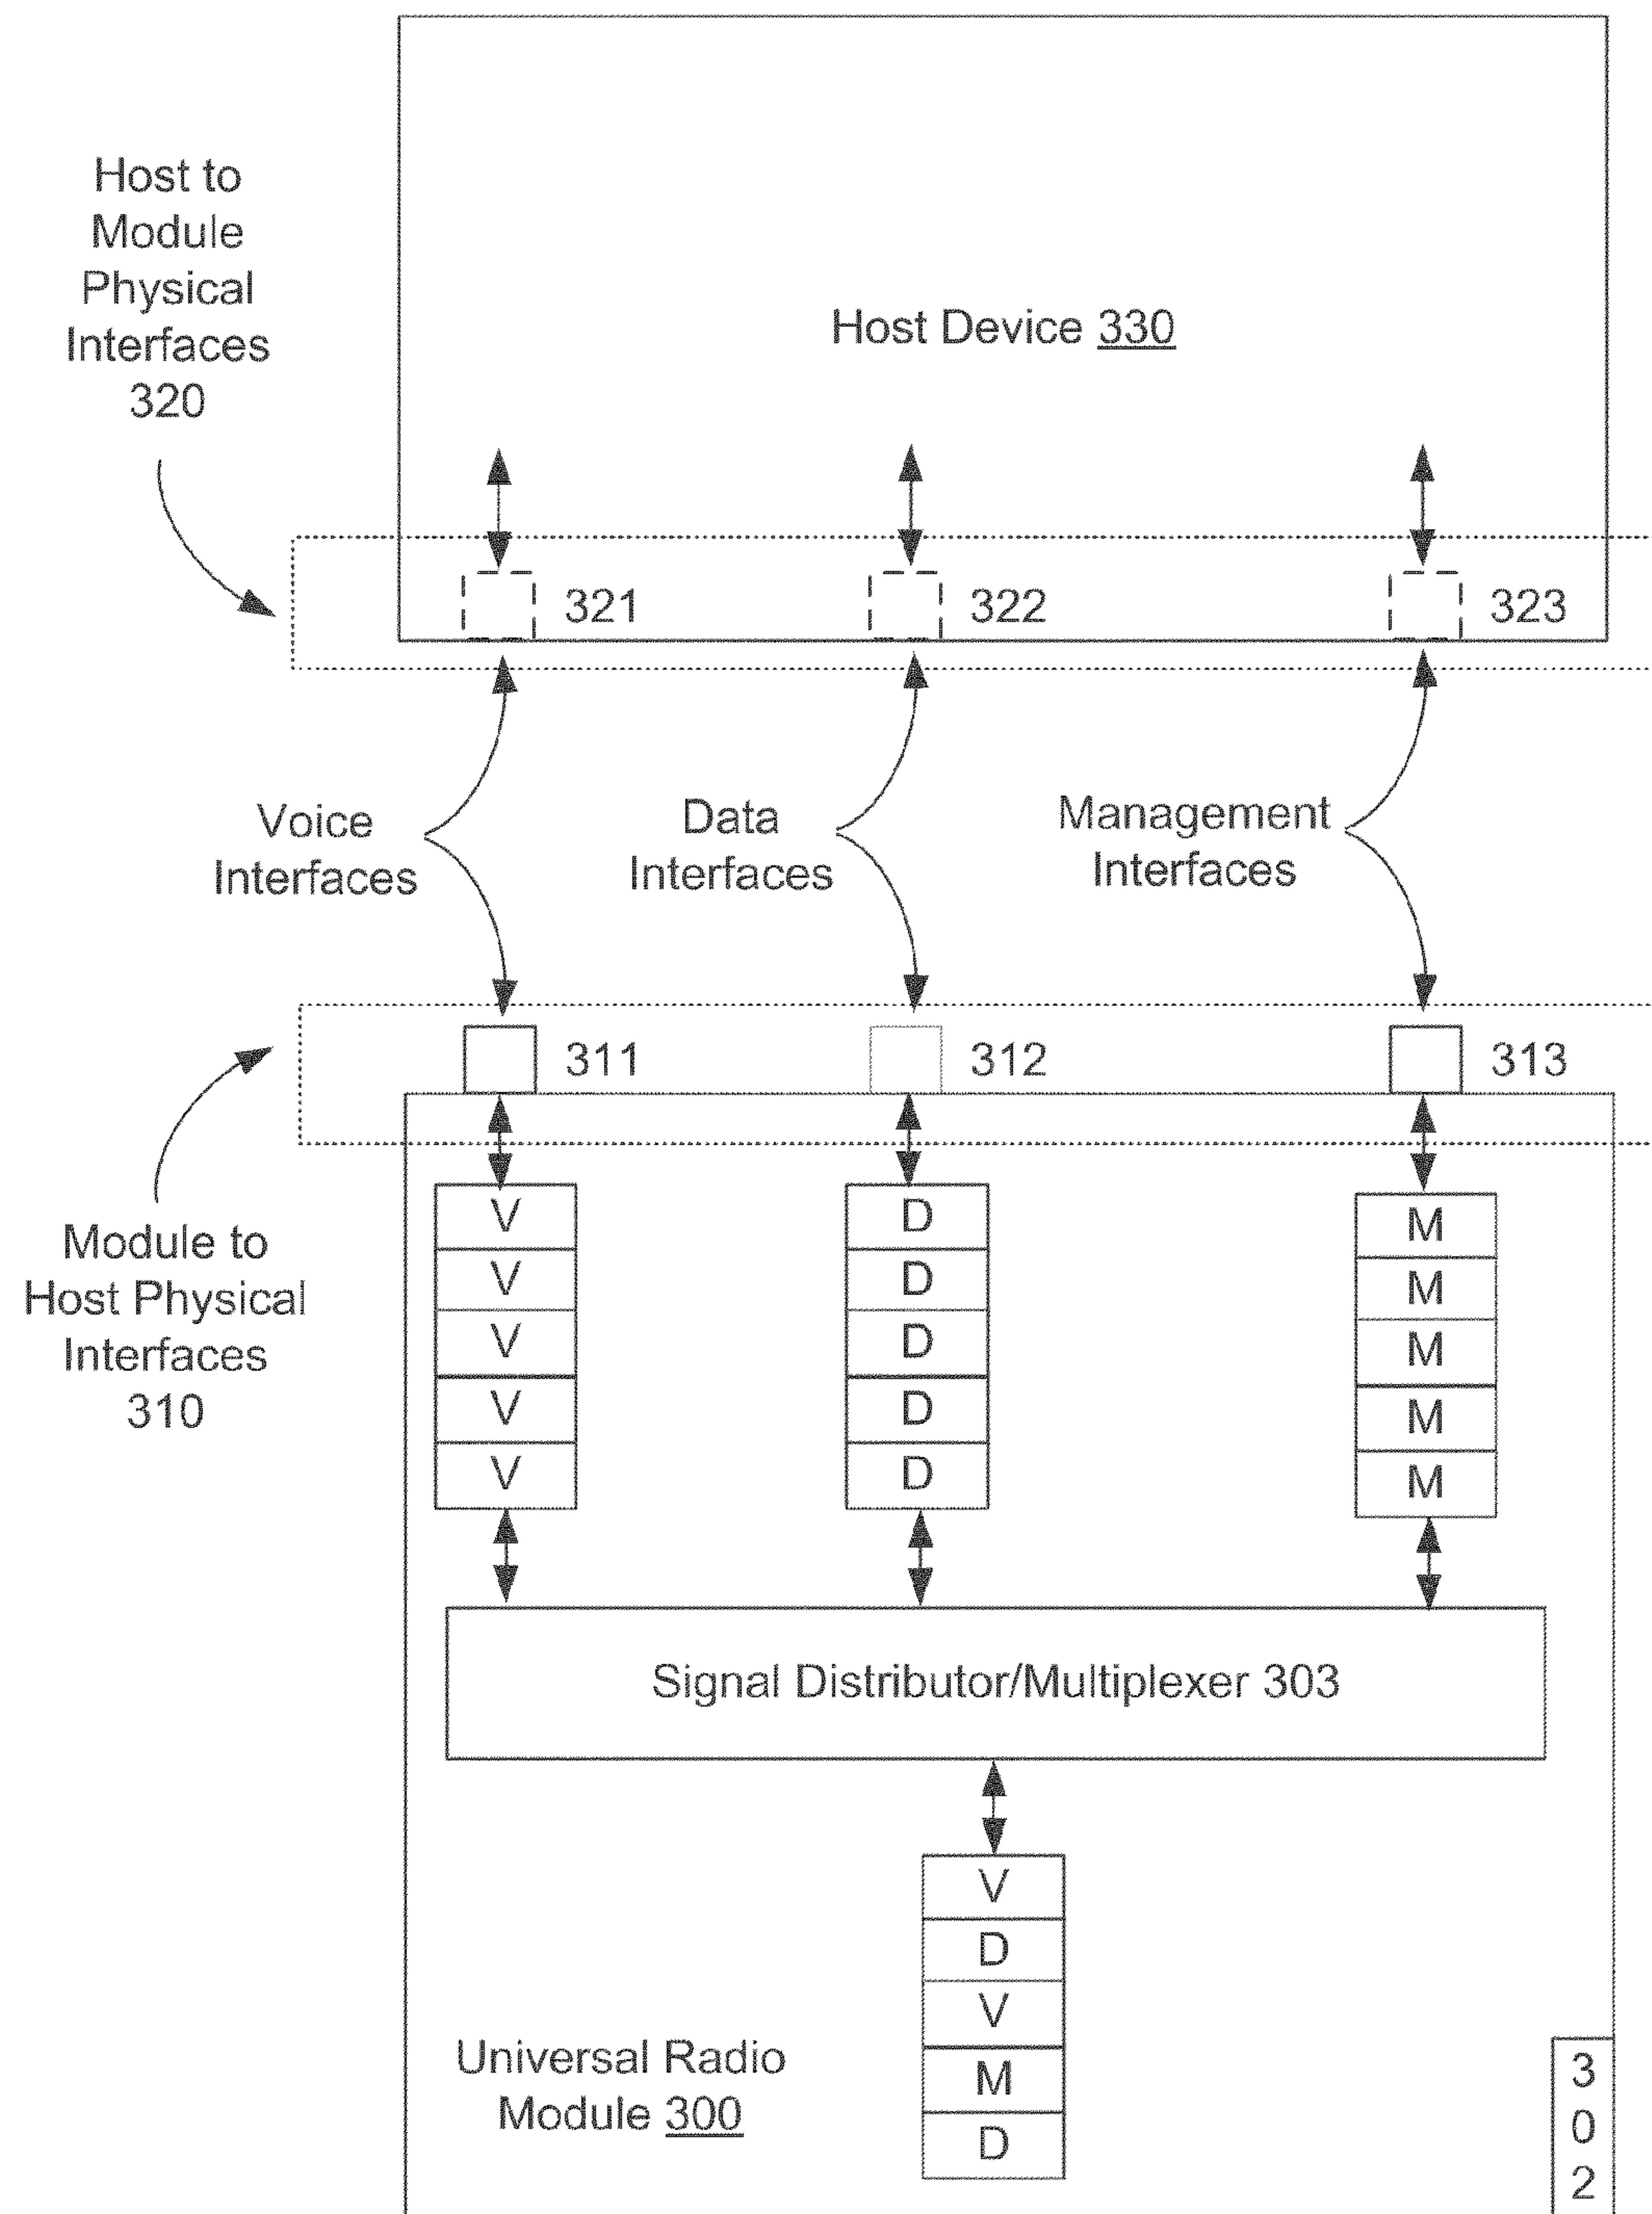 Host to
Module
Physical
Interfaces
320
Host Device 330
321
322
323
Voice
Interfaces
Data
Interfaces
Management
Interfaces
311
312
313
Module to
Host Physical
Interfaces
310
V
V
V
V
V
D
D
D
D
D
M
M
M
M
M
Signal Distributor/Multiplexer 303
V
D
V
M
D
Universal Radio
Module 300
3
0
2